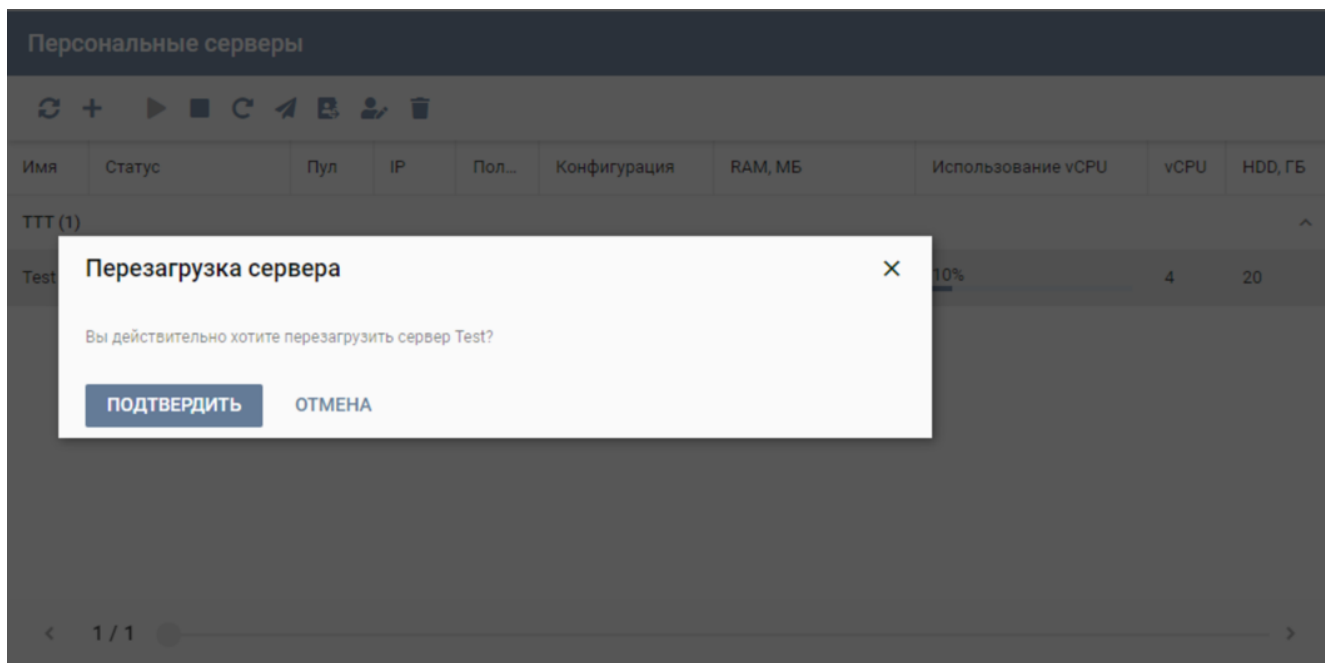 Персональные серверы
Имя Статус Пул IP Пол... Конфигурация RAM, МБ Использование vCPU vCPU HDD, ГБ
TTT (1)
Test 10% 4 20
Перезагрузка сервера
Вы действительно хотите перезагрузить сервер Test?
ПОДТВЕРДИТЬ ОТМЕНА
1 / 1